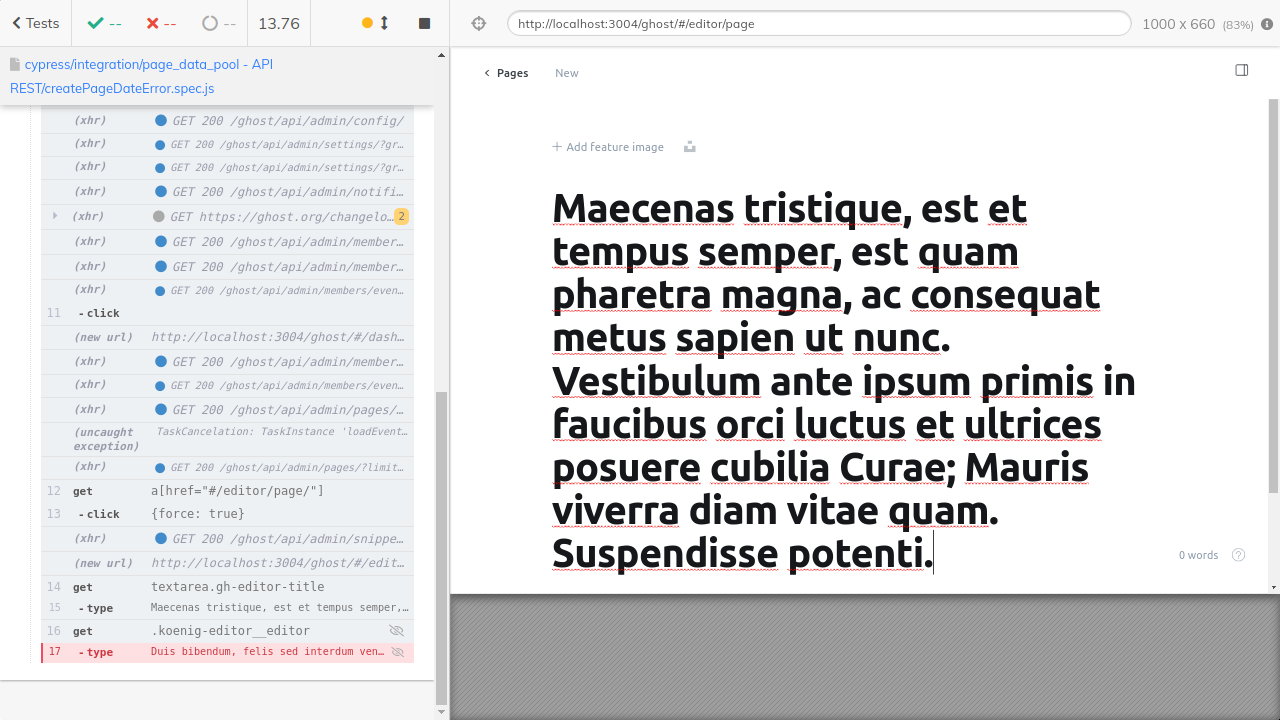 Tests
--
--
--
13.76
http://localhost:3004/ghost/#/editor/page
1000 x 660 (83%)
cypress/integration/page_data_pool - API
REST/createPageDateError.spec.js
(xhr) GET 200 /ghost/api/admin/config/
(xhr) GET 200 /ghost/api/admin/settings/?gr…
(xhr) GET 200 /ghost/api/admin/settings/?gr…
(xhr) GET 200 /ghost/api/admin/notifi…
(xhr) GET https://ghost.org/changelo… 2
(xhr) GET 200 /ghost/api/admin/member…
(xhr) GET 200 /ghost/api/admin/member…
(xhr) GET 200 /ghost/api/admin/members/even…
11 -click
(new url) http://localhost:3004/ghost/#/dash…
(xhr) GET 200 /ghost/api/admin/member…
(xhr) GET 200 /ghost/api/admin/members/even…
(xhr) GET 200 /ghost/api/admin/pages/…
(uncaught TaskCancelation: TaskInstance 'loadEvent…
exception)
(xhr) GET 200 /ghost/api/admin/pages/?limit…
12 get a[href="#/editor/page/"]
13 -click {force: true}
(xhr) GET 200 /ghost/api/admin/snippe…
(new url) http://localhost:3004/ghost/#/edit…
14 get textarea.gh-editor-title
15 -type Maecenas tristique, est et tempus semper,…
16 get .koenig-editor__editor
17 -type Duis bibendum, felis sed interdum ven…
Pages New
Add feature image
Maecenas tristique, est et
tempus semper, est quam
pharetra magna, ac consequat
metus sapien ut nunc.
Vestibulum ante ipsum primis in
faucibus orci luctus et ultrices
posuere cubilia Curae; Mauris
viverra diam vitae quam.
Suspendisse potenti.
0 words ?